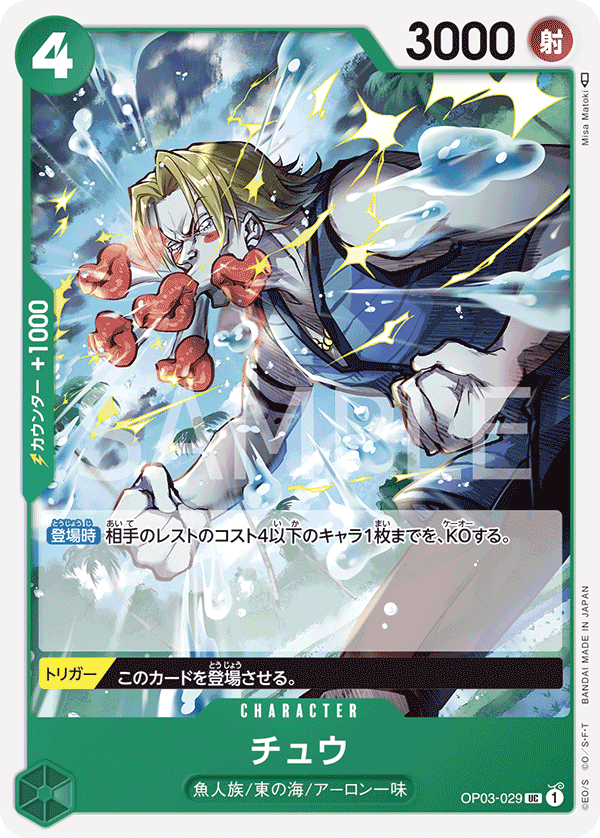 4
3000
射
Misa Matoki
カウンター +1000
SAMPLE
登場時 相手のレストのコスト4以下のキャラ1枚までを、KOする。
トリガー このカードを登場させる。
CHARACTER
チュウ
魚人族/東の海/アーロン一味
OP03-029 UC 1
©E/S ©O/S・F・T BANDAI MADE IN JAPAN